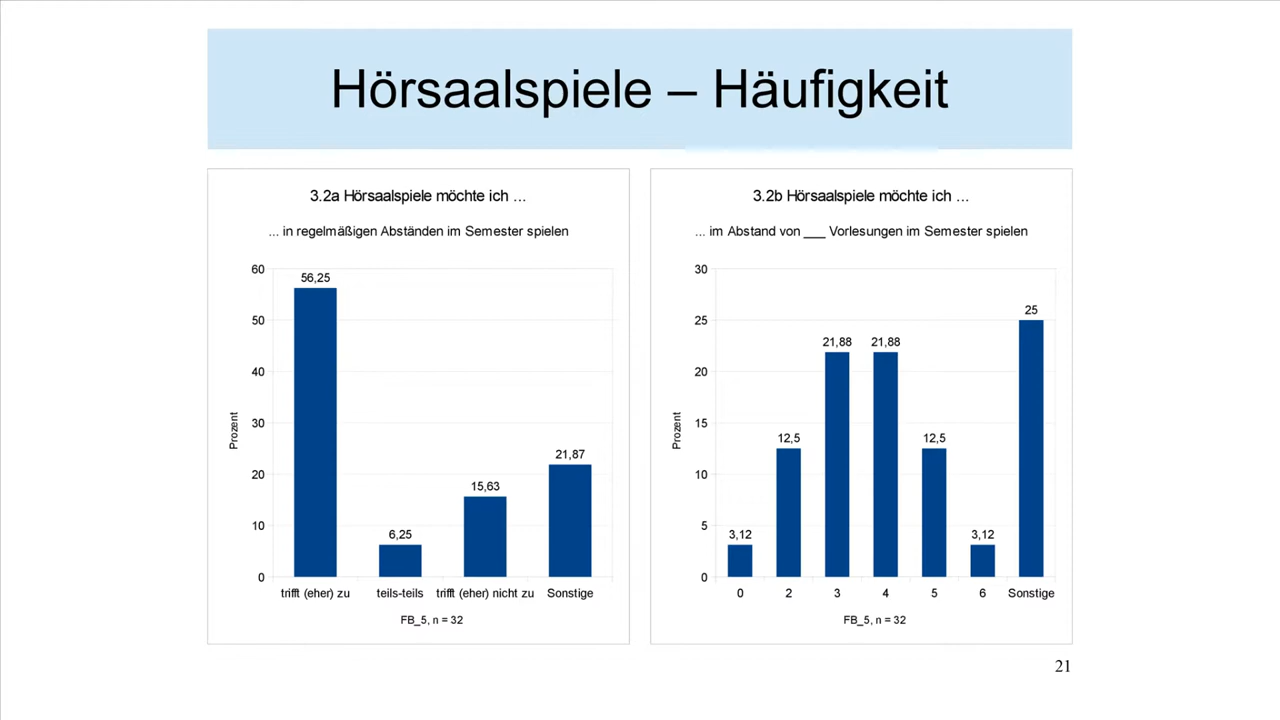 Hörsaalspiele – Häufigkeit
3.2a Hörsaalspiele möchte ich ...
... in regelmäßigen Abständen im Semester spielen
60
50
40
30
20
10
0
Prozent
56,25
6,25
15,63
21,87
trifft (eher) zu
teils-teils
trifft (eher) nicht zu
Sonstige
FB_5, n = 32
3.2b Hörsaalspiele möchte ich ...
... im Abstand von ___ Vorlesungen im Semester spielen
30
25
20
15
10
5
0
Prozent
3,12
12,5
21,88
21,88
12,5
3,12
25
0
2
3
4
5
6
Sonstige
FB_5, n = 32
21